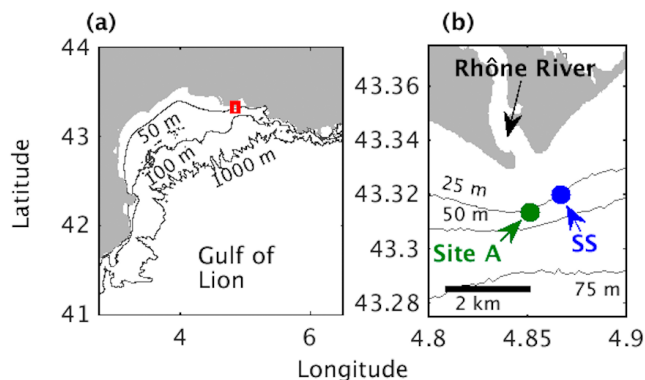 (a)
44
43
42
41
Latitude
50 m
100 m
1000 m
Gulf of
Lion
4
6
Longitude
(b)
43.36
43.34
43.32
43.3
43.28
Rhône River
25 m
50 m
Site A
SS
75 m
2 km
4.8
4.85
4.9